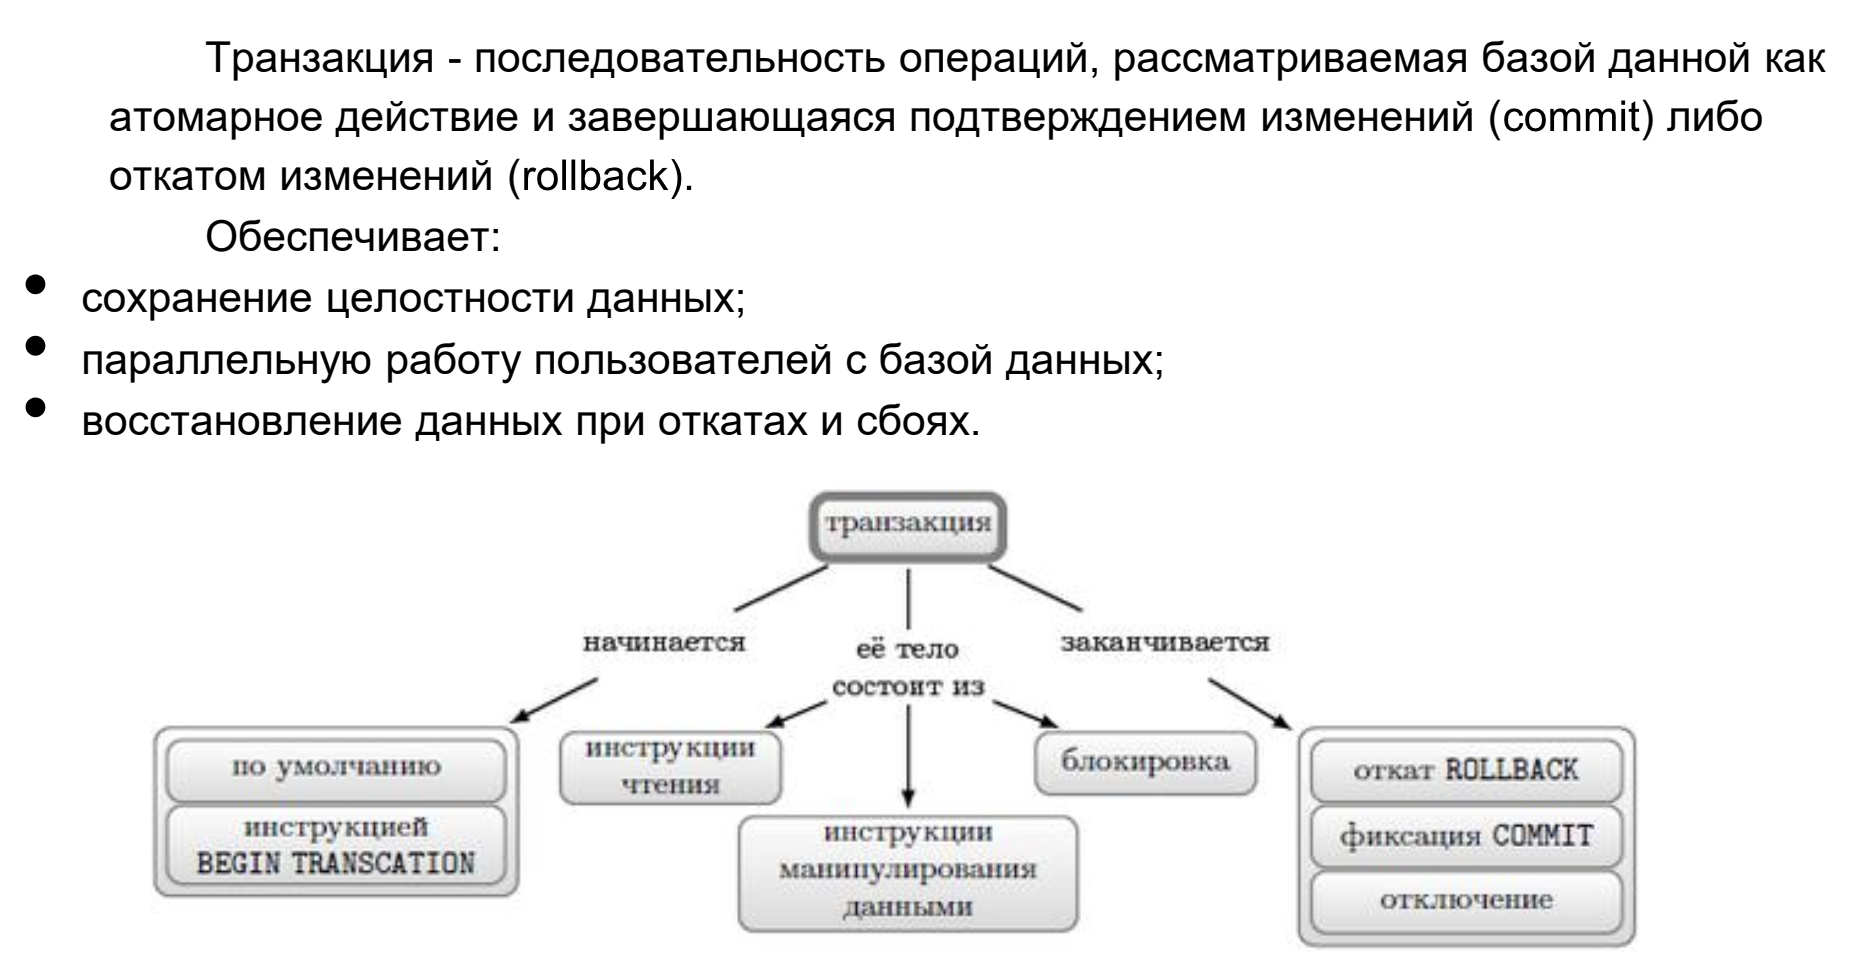 Транзакция - последовательность операций, рассматриваемая базой данной как
атомарное действие и завершающаяся подтверждением изменений (commit) либо
откатом изменений (rollback).
Обеспечивает:
• сохранение целостности данных;
• параллельную работу пользователей с базой данных;
• восстановление данных при откатах и сбоях.
транзакция
начинается
её тело
состоит из
заканчивается
по умолчанию
инструкцией
BEGIN TRANSCATION
инструкции
чтения
инструкции
манипулирования
данными
блокировка
откат ROLLBACK
фиксация COMMIT
отключение